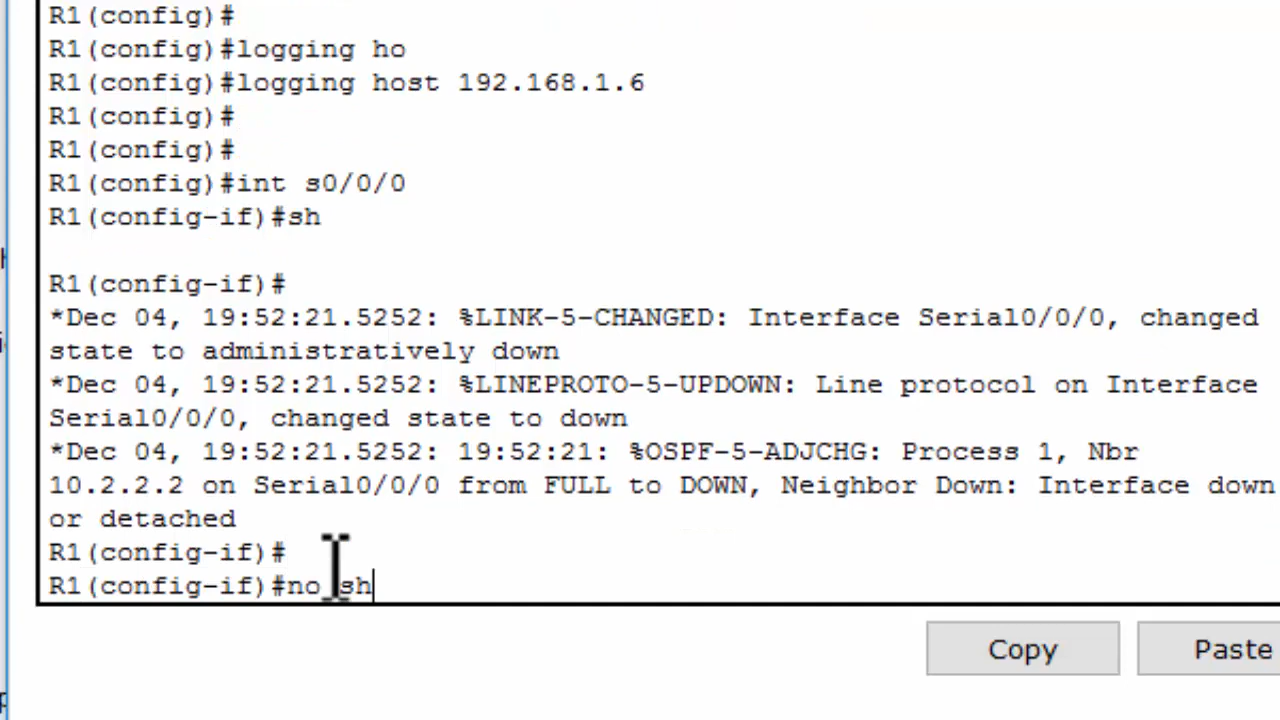 R1(config)#
R1(config)#logging ho
R1(config)#logging host 192.168.1.6
R1(config)#
R1(config)#
R1(config)#int s0/0/0
R1(config-if)#sh
R1(config-if)#
*Dec 04, 19:52:21.5252: %LINK-5-CHANGED: Interface Serial0/0/0, changed
state to administratively down
*Dec 04, 19:52:21.5252: %LINEPROTO-5-UPDOWN: Line protocol on Interface
Serial0/0/0, changed state to down
*Dec 04, 19:52:21.5252: 19:52:21: %OSPF-5-ADJCHG: Process 1, Nbr
10.2.2.2 on Serial0/0/0 from FULL to DOWN, Neighbor Down: Interface down
or detached
R1(config-if)#
R1(config-if)#no sh
Copy
Paste